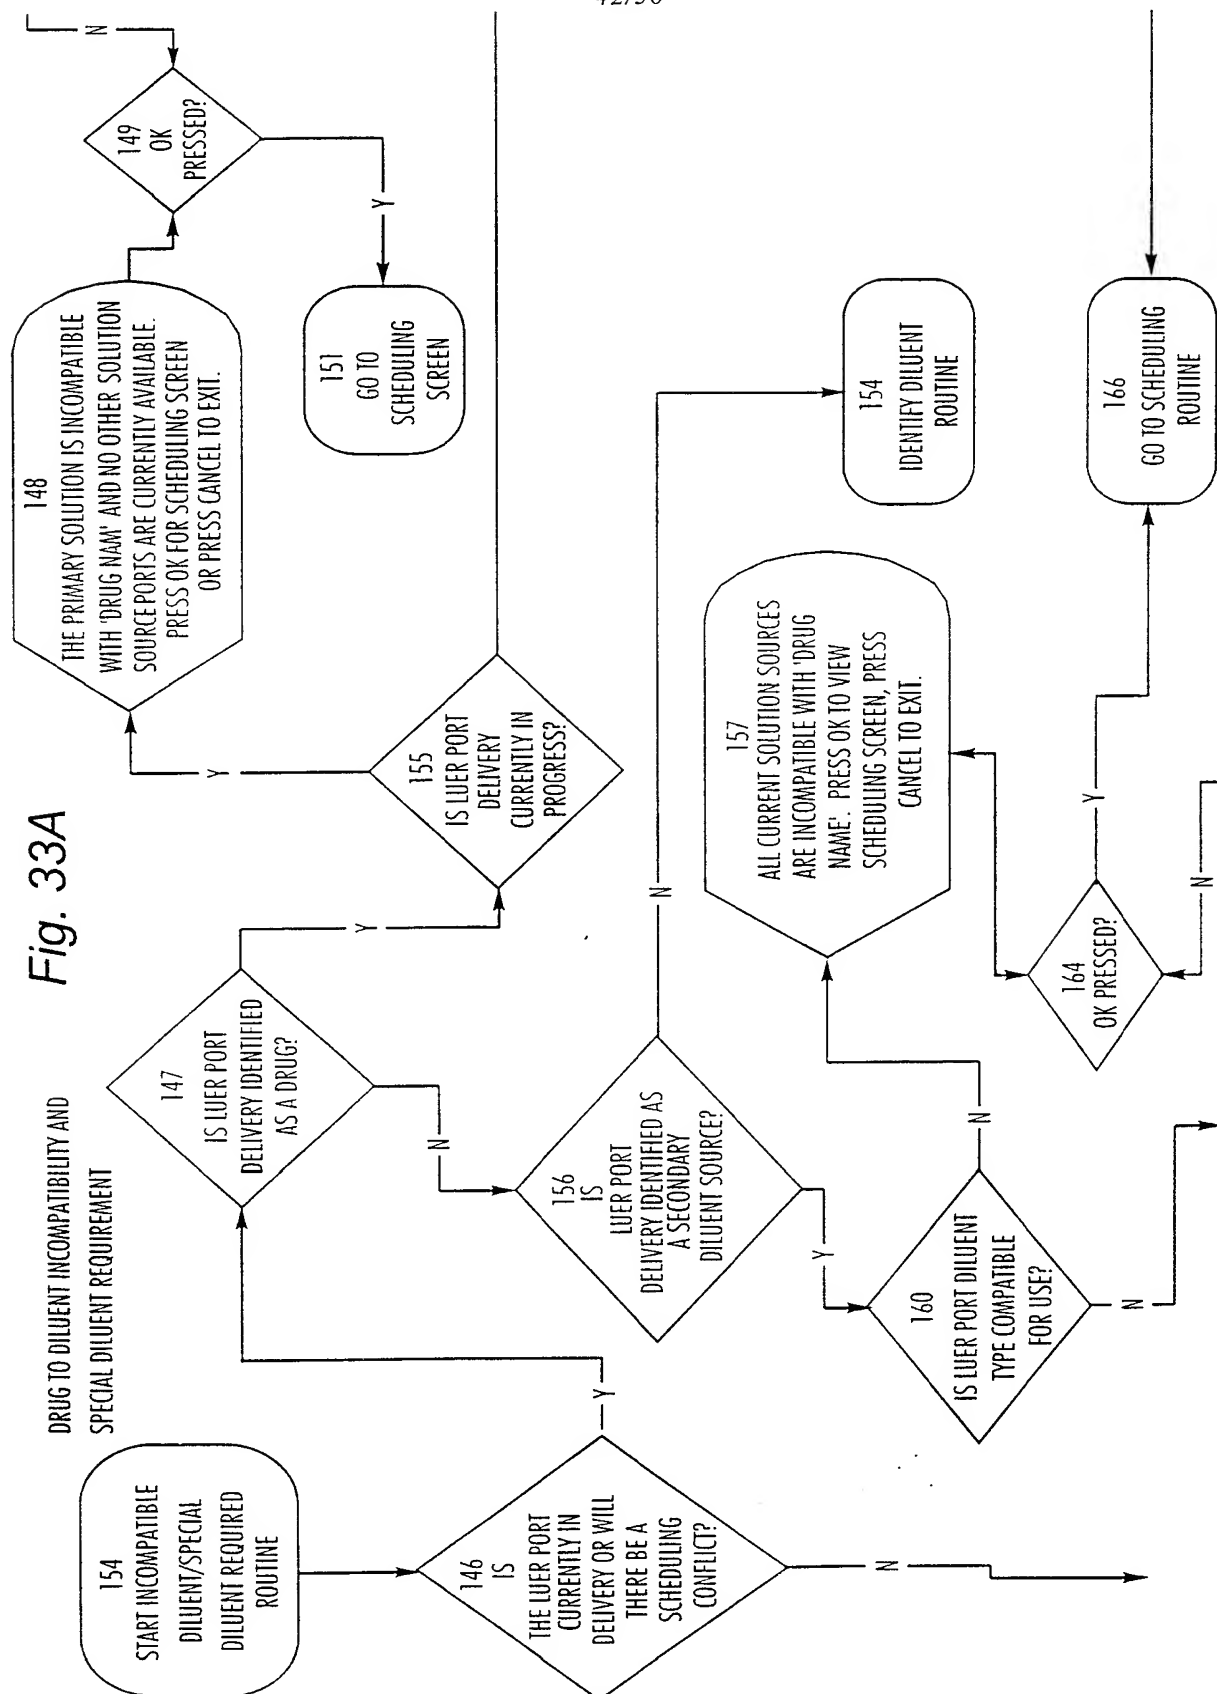 Fig. 33A
DRUG TO DILUENT INCOMPATIBILITY AND
SPECIAL DILUENT REQUIREMENT
154
START INCOMPATIBLE
DILUENT/SPECIAL
DILUENT REQUIRED
ROUTINE
146
IS
THE LUER PORT
CURRENTLY IN
DELIVERY OR WILL
THERE BE A
SCHEDULING
CONFLICT?
Y
N
147
IS LUER PORT
DELIVERY IDENTIFIED
AS A DRUG?
Y
N
155
IS LUER PORT
DELIVERY
CURRENTLY IN
PROGRESS?
Y
148
THE PRIMARY SOLUTION IS INCOMPATIBLE
WITH 'DRUG NAM' AND NO OTHER SOLUTION
SOURCE PORTS ARE CURRENTLY AVAILABLE.
PRESS OK FOR SCHEDULING SCREEN
OR PRESS CANCEL TO EXIT.
149
OK
PRESSED?
N
Y
151
GO TO
SCHEDULING
SCREEN
156
IS
LUER PORT
DELIVERY IDENTIFIED AS
A SECONDARY
DILUENT SOURCE?
N
Y
154
IDENTIFY DILUENT
ROUTINE
160
IS LUER PORT DILUENT
TYPE COMPATIBLE
FOR USE?
N
N
157
ALL CURRENT SOLUTION SOURCES
ARE INCOMPATIBLE WITH 'DRUG
NAME'. PRESS OK TO VIEW
SCHEDULING SCREEN, PRESS
CANCEL TO EXIT.
164
OK PRESSED?
Y
N
166
GO TO SCHEDULING
ROUTINE